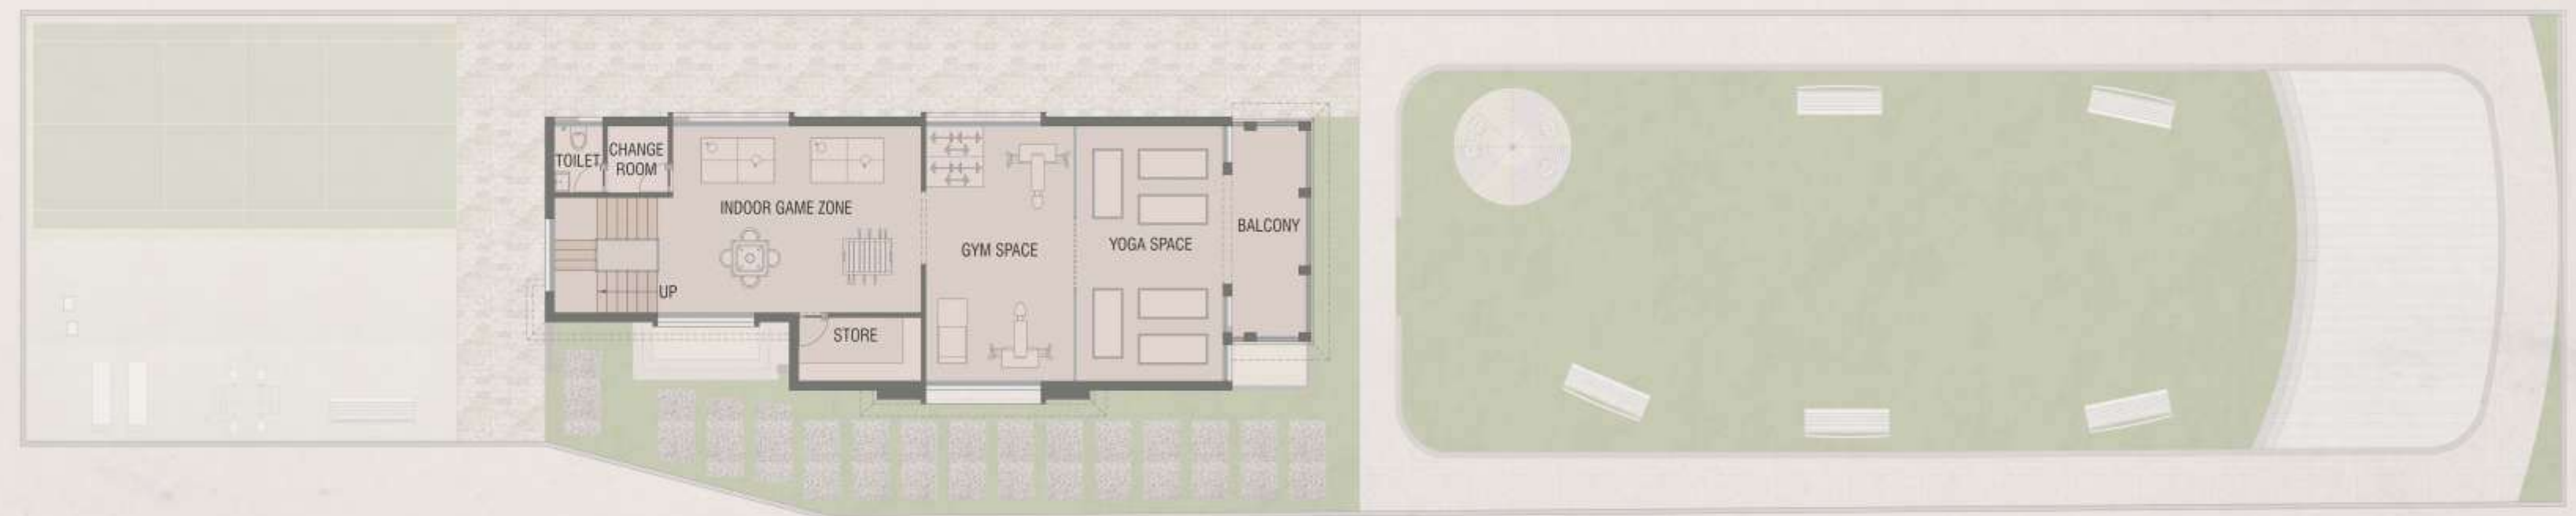 TOILET
CHANGE
ROOM
INDOOR GAME ZONE
GYM SPACE
YOGA SPACE
BALCONY
UP
STORE